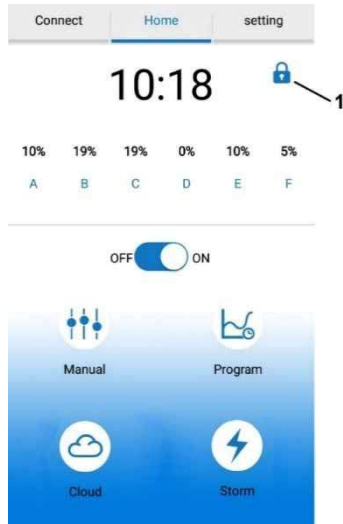 Connect Home setting
10:18
1
10% 19% 19% 0% 10% 5%
A B C D E F
OFF ON
Manual Program
Cloud Storm